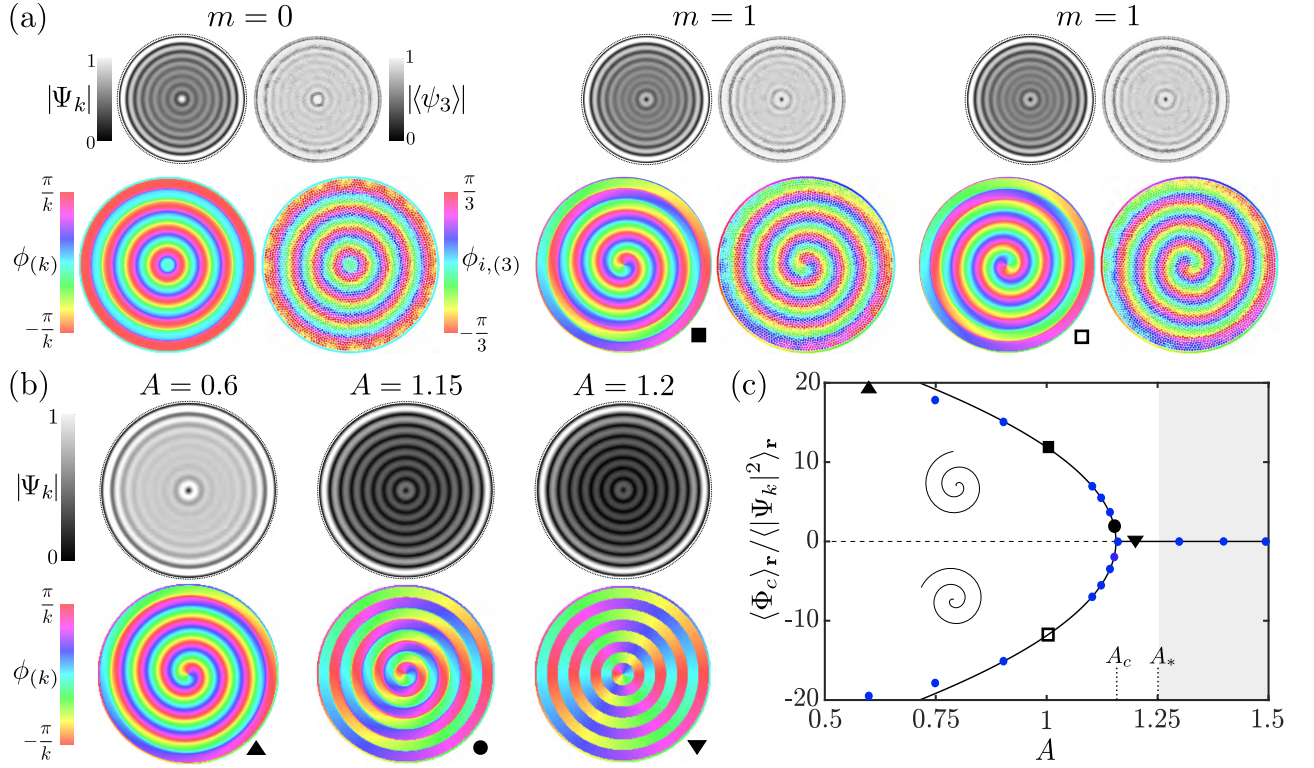 (a) m = 0 m = 1 m = 1
1 1
|Ψ_k| |⟨ψ_3⟩|
0 0
π/k π/3
ϕ_(k) ϕ_{i,(3)}
-π/k -π/3
(b) A = 0.6 A = 1.15 A = 1.2
1
|Ψ_k|
0
π/k
ϕ_(k)
-π/k
(c)
20
10
0
-10
-20
⟨Φ_c⟩_r/⟨|Ψ_k|^2⟩_r
A_c A_*
0.5 0.75 1 1.25 1.5
A